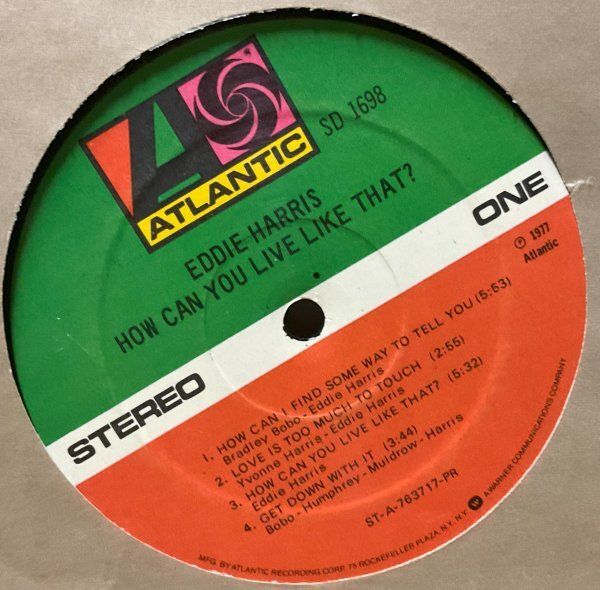 ATLANTIC
SD 1698
EDDIE HARRIS
HOW CAN YOU LIVE LIKE THAT?
STEREO
ONE
℗ 1977
Atlantic
1. HOW CAN I FIND SOME WAY TO TELL YOU (5:53)
Bradley Bobo - Eddie Harris
2. LOVE IS TOO MUCH TO TOUCH (2:55)
Yvonne Harris - Eddie Harris
3. HOW CAN YOU LIVE LIKE THAT? (5:32)
Eddie Harris
4. GET DOWN WITH IT (3:44)
Bobo - Humphrey - Muldrow - Harris
ST-A-763717-PR
MFG. BY ATLANTIC RECORDING CORP. 75 ROCKEFELLER PLAZA, N.Y. N.Y. A WARNER COMMUNICATIONS COMPANY